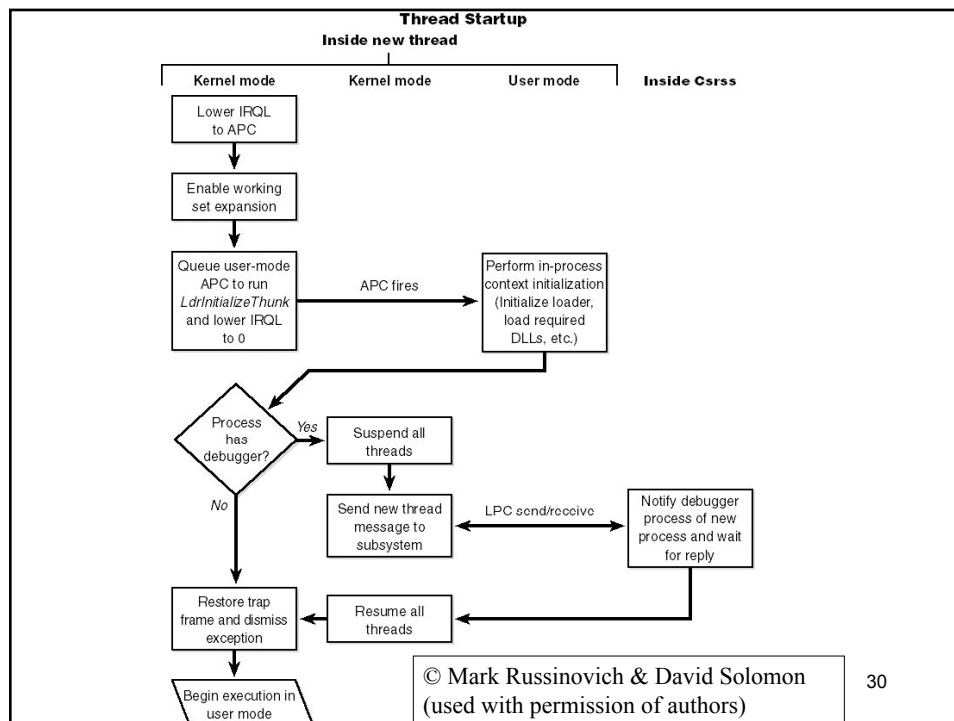 Thread Startup
Inside new thread
Kernel mode
Kernel mode
User mode
Inside Csrss
Lower IRQL
to APC
Enable working
set expansion
Queue user-mode
APC to run
LdrInitializeThunk
and lower IRQL
to 0
APC fires
Perform in-process
context initialization
(Initialize loader,
load required
DLLs, etc.)
Process
has
debugger?
Yes
No
Suspend all
threads
Send new thread
message to
subsystem
LPC send/receive
Notify debugger
process of new
process and wait
for reply
Restore trap
frame and dismiss
exception
Resume all
threads
Begin execution in
user mode
© Mark Russinovich & David Solomon
(used with permission of authors)
30